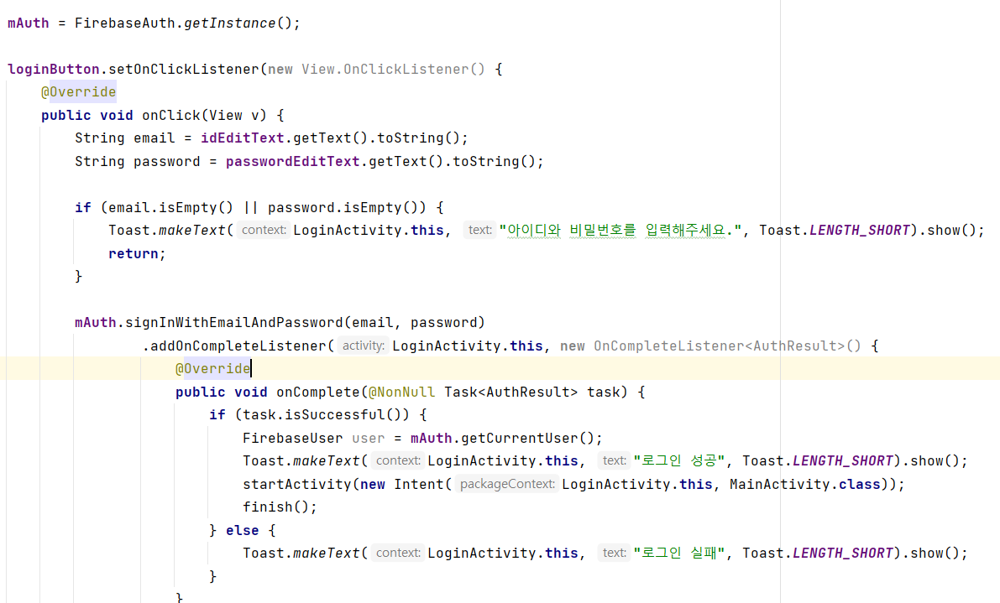 mAuth = FirebaseAuth.getInstance();
loginButton.setOnClickListener(new View.OnClickListener() {
@Override
public void onClick(View v) {
String email = idEditText.getText().toString();
String password = passwordEditText.getText().toString();
if (email.isEmpty() || password.isEmpty()) {
Toast.makeText( context: LoginActivity.this, text: "아이디와 비밀번호를 입력해주세요.", Toast.LENGTH_SHORT).show();
return;
}
mAuth.signInWithEmailAndPassword(email, password)
.addOnCompleteListener( activity: LoginActivity.this, new OnCompleteListener<AuthResult>() {
@Override
public void onComplete(@NonNull Task<AuthResult> task) {
if (task.isSuccessful()) {
FirebaseUser user = mAuth.getCurrentUser();
Toast.makeText( context: LoginActivity.this, text: "로그인 성공", Toast.LENGTH_SHORT).show();
startActivity(new Intent( packageContext: LoginActivity.this, MainActivity.class));
finish();
} else {
Toast.makeText( context: LoginActivity.this, text: "로그인 실패", Toast.LENGTH_SHORT).show();
}
}